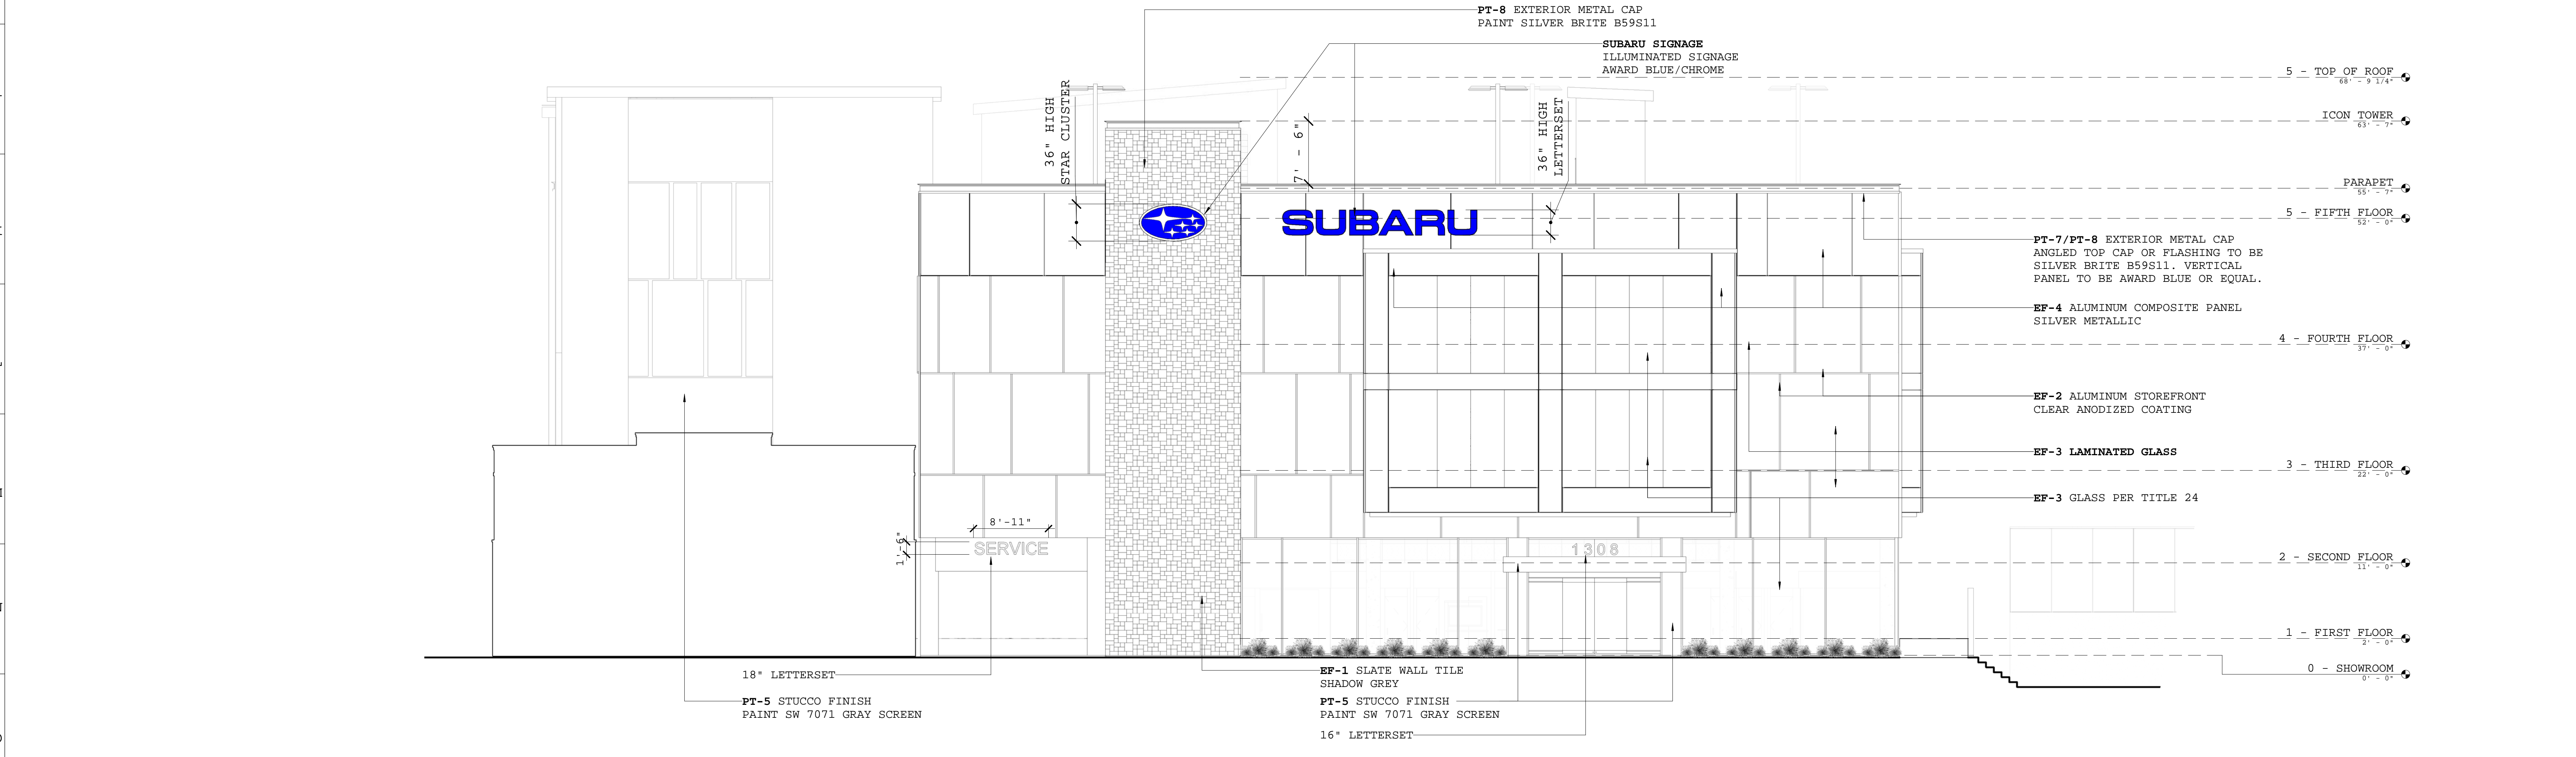 PT-8 EXTERIOR METAL CAP
PAINT SILVER BRITE B59S11
SUBARU SIGNAGE
ILLUMINATED SIGNAGE
AWARD BLUE/CHROME
5 - TOP OF ROOF
68' - 9 1/4"
36" HIGH
STAR CLUSTER
7' - 6"
36" HIGH
LETTERSET
ICON TOWER
63' - 7"
PARAPET
55' - 7"
SUBARU
5 - FIFTH FLOOR
52' - 0"
PT-7/PT-8 EXTERIOR METAL CAP
ANGLED TOP CAP OR FLASHING TO BE
SILVER BRITE B59S11. VERTICAL
PANEL TO BE AWARD BLUE OR EQUAL.
EF-4 ALUMINUM COMPOSITE PANEL
SILVER METALLIC
4 - FOURTH FLOOR
37' - 0"
EF-2 ALUMINUM STOREFRONT
CLEAR ANODIZED COATING
EF-3 LAMINATED GLASS
3 - THIRD FLOOR
22' - 0"
EF-3 GLASS PER TITLE 24
8'-11"
1'-6"
SERVICE
1308
2 - SECOND FLOOR
11' - 0"
1 - FIRST FLOOR
2' - 0"
0 - SHOWROOM
0' - 0"
18" LETTERSET
PT-5 STUCCO FINISH
PAINT SW 7071 GRAY SCREEN
EF-1 SLATE WALL TILE
SHADOW GREY
PT-5 STUCCO FINISH
PAINT SW 7071 GRAY SCREEN
16" LETTERSET